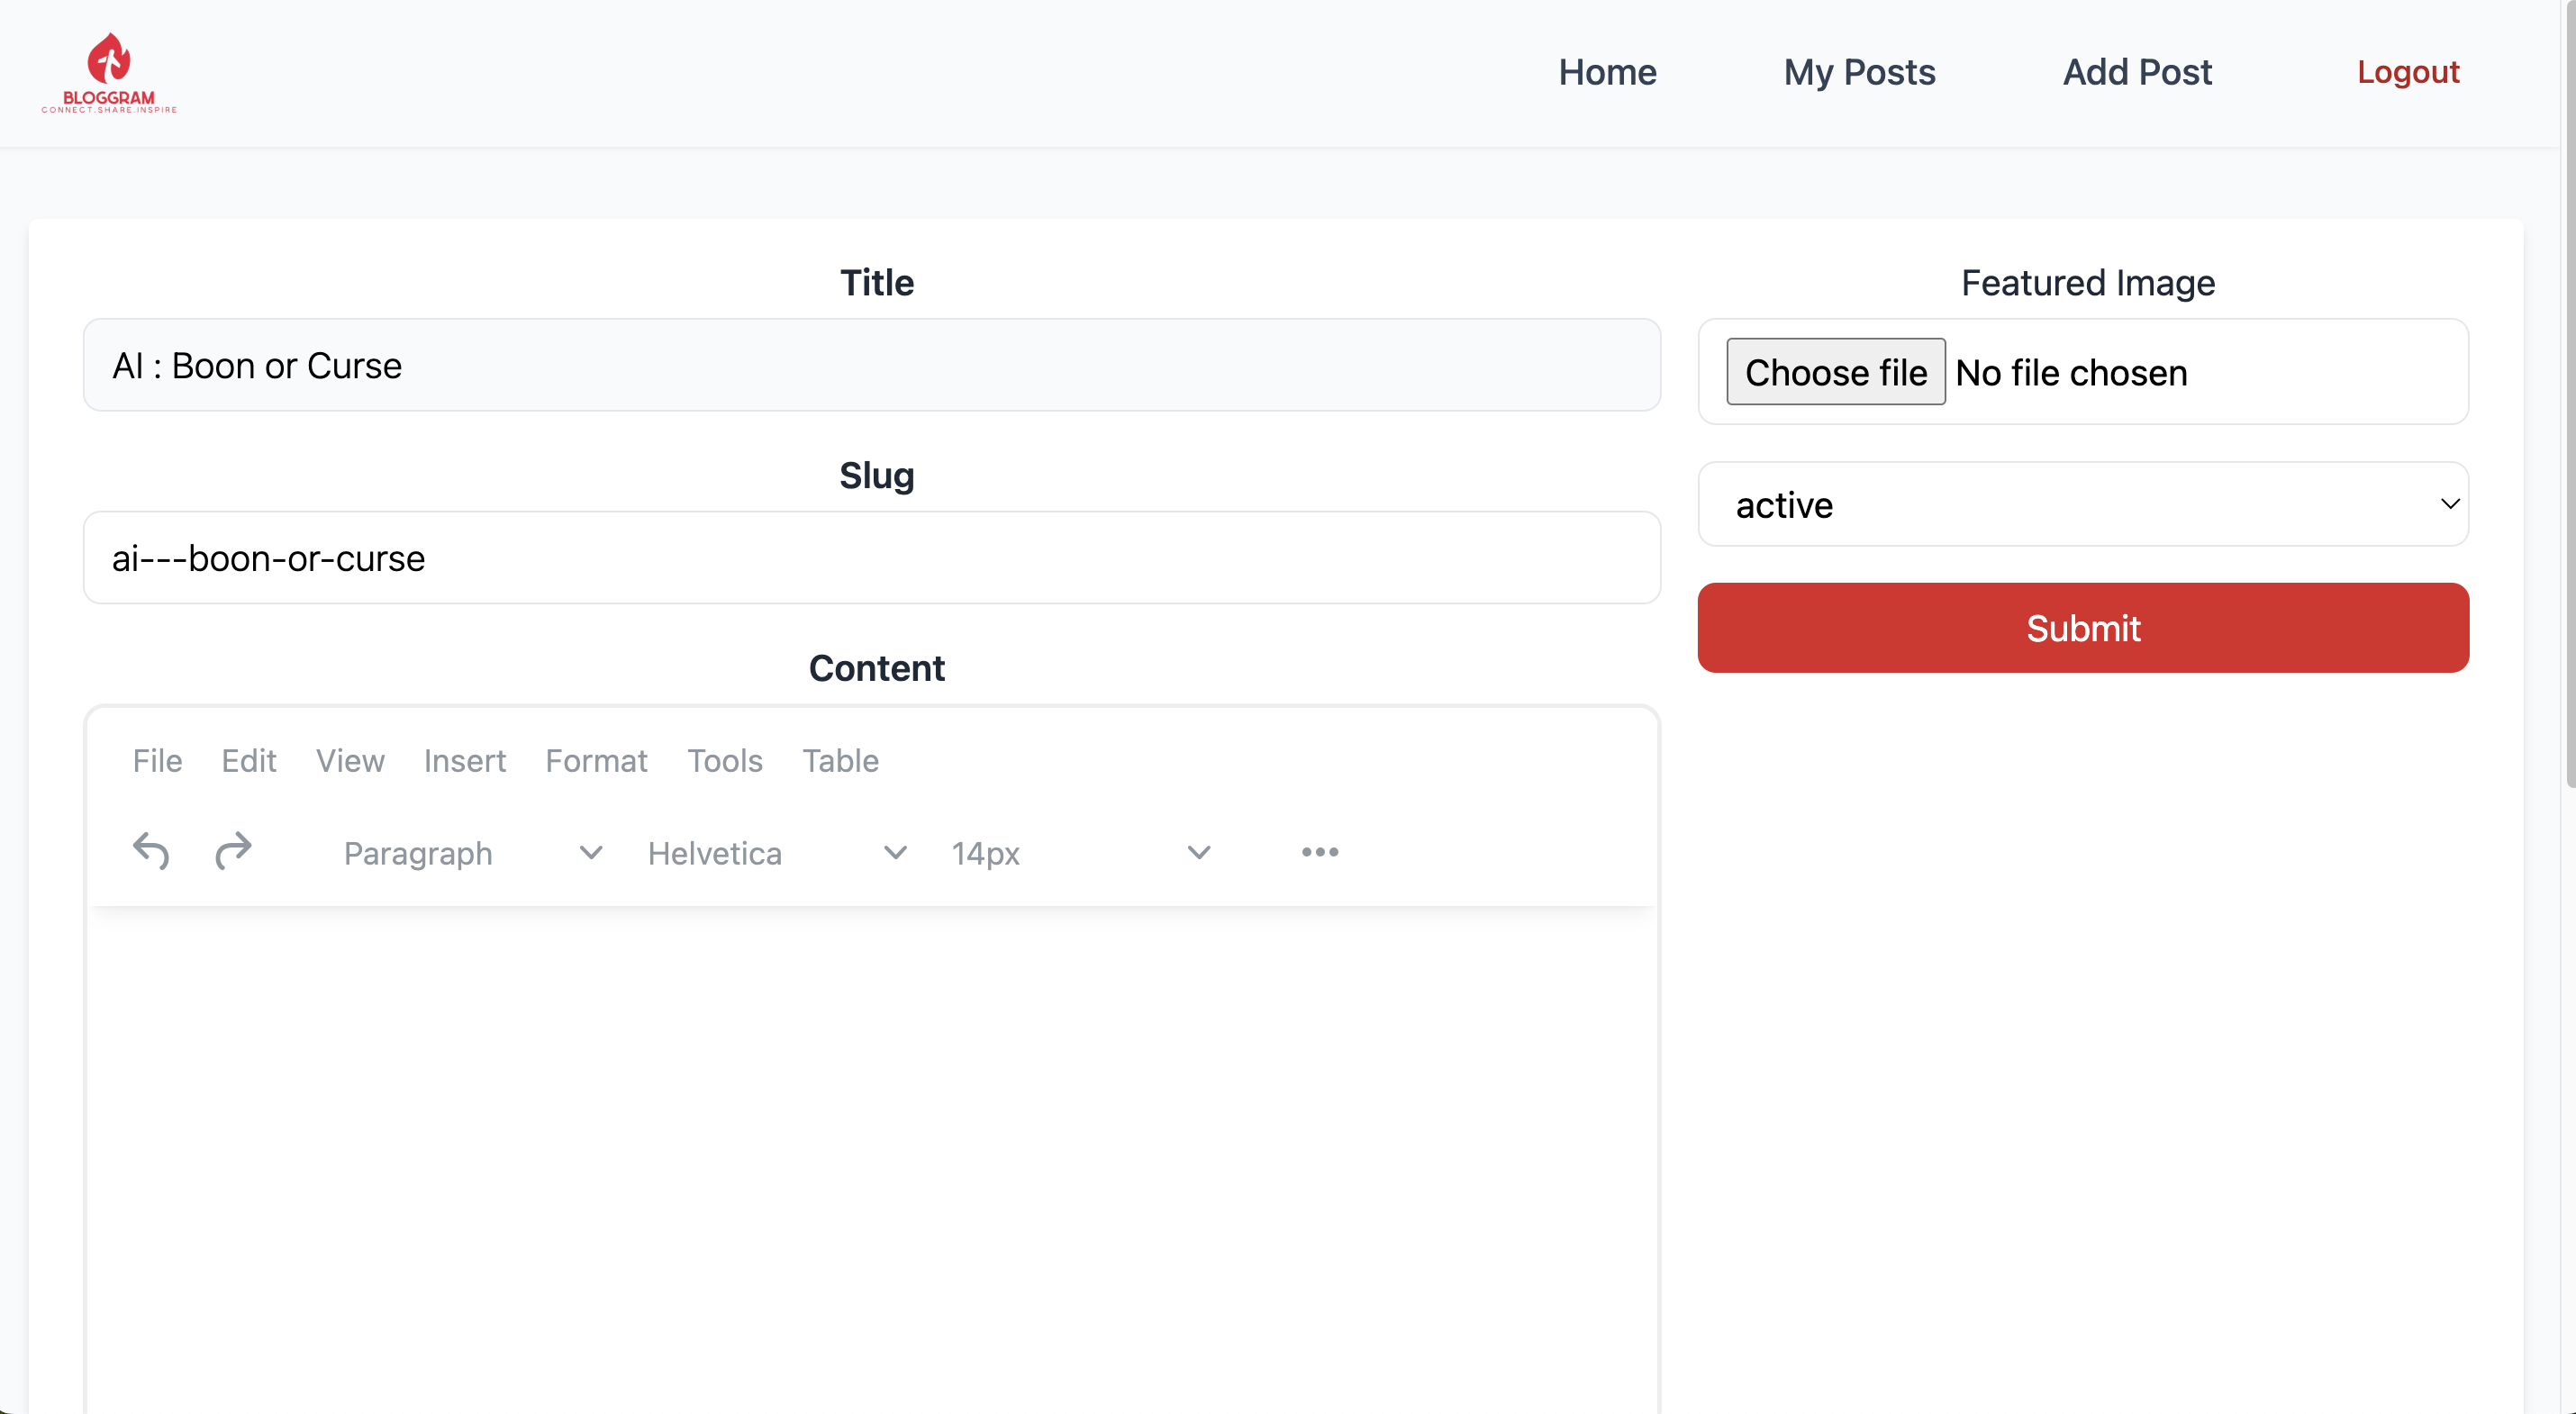 BLOGGRAM
CONNECT.SHARE.INSPIRE
Home My Posts Add Post Logout
Title
AI : Boon or Curse
Slug
ai---boon-or-curse
Content
File Edit View Insert Format Tools Table
Paragraph Helvetica 14px
Featured Image
Choose file No file chosen
active
Submit